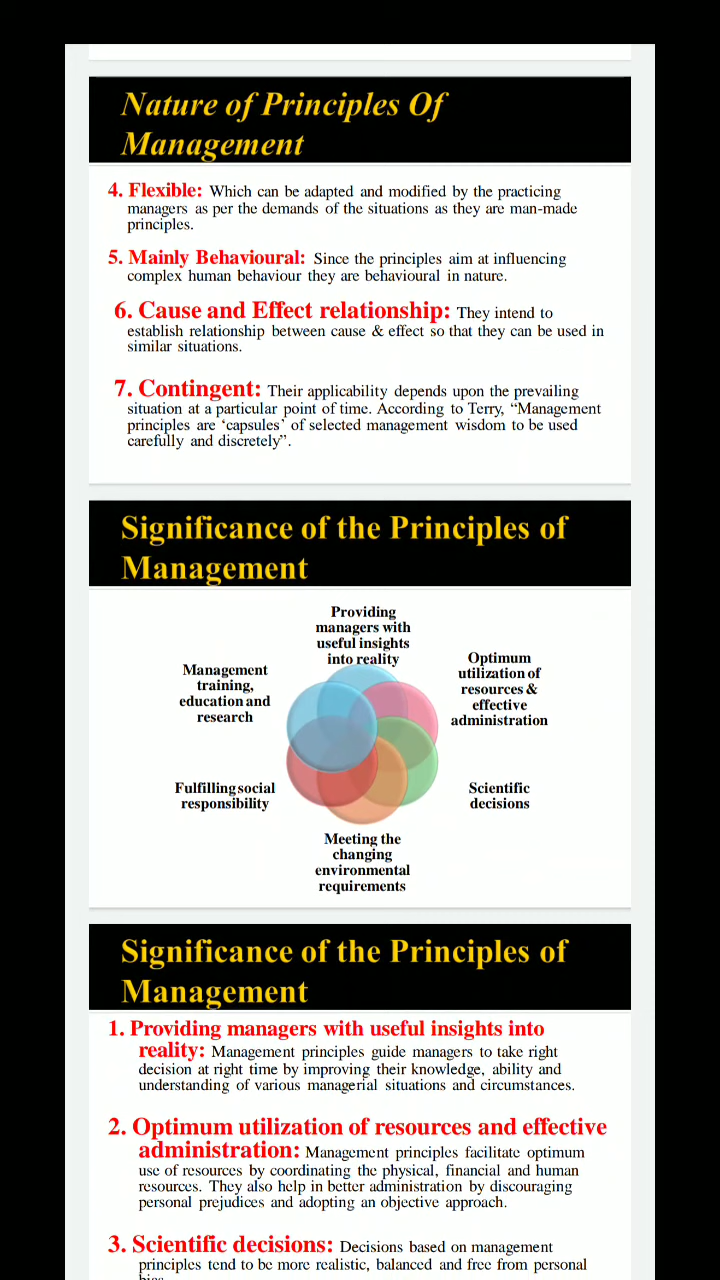 Nature of Principles Of
Management
4. Flexible: Which can be adapted and modified by the practicing
managers as per the demands of the situations as they are man-made
principles.
5. Mainly Behavioural: Since the principles aim at influencing
complex human behaviour they are behavioural in nature.
6. Cause and Effect relationship: They intend to
establish relationship between cause & effect so that they can be used in
similar situations.
7. Contingent: Their applicability depends upon the prevailing
situation at a particular point of time. According to Terry, “Management
principles are ‘capsules’ of selected management wisdom to be used
carefully and discretely”.
Significance of the Principles of
Management
Providing
managers with
useful insights
into reality
Optimum
utilization of
resources &
effective
administration
Scientific
decisions
Meeting the
changing
environmental
requirements
Fulfilling social
responsibility
Management
training,
education and
research
Significance of the Principles of
Management
1. Providing managers with useful insights into
reality: Management principles guide managers to take right
decision at right time by improving their knowledge, ability and
understanding of various managerial situations and circumstances.
2. Optimum utilization of resources and effective
administration: Management principles facilitate optimum
use of resources by coordinating the physical, financial and human
resources. They also help in better administration by discouraging
personal prejudices and adopting an objective approach.
3. Scientific decisions: Decisions based on management
principles tend to be more realistic, balanced and free from personal